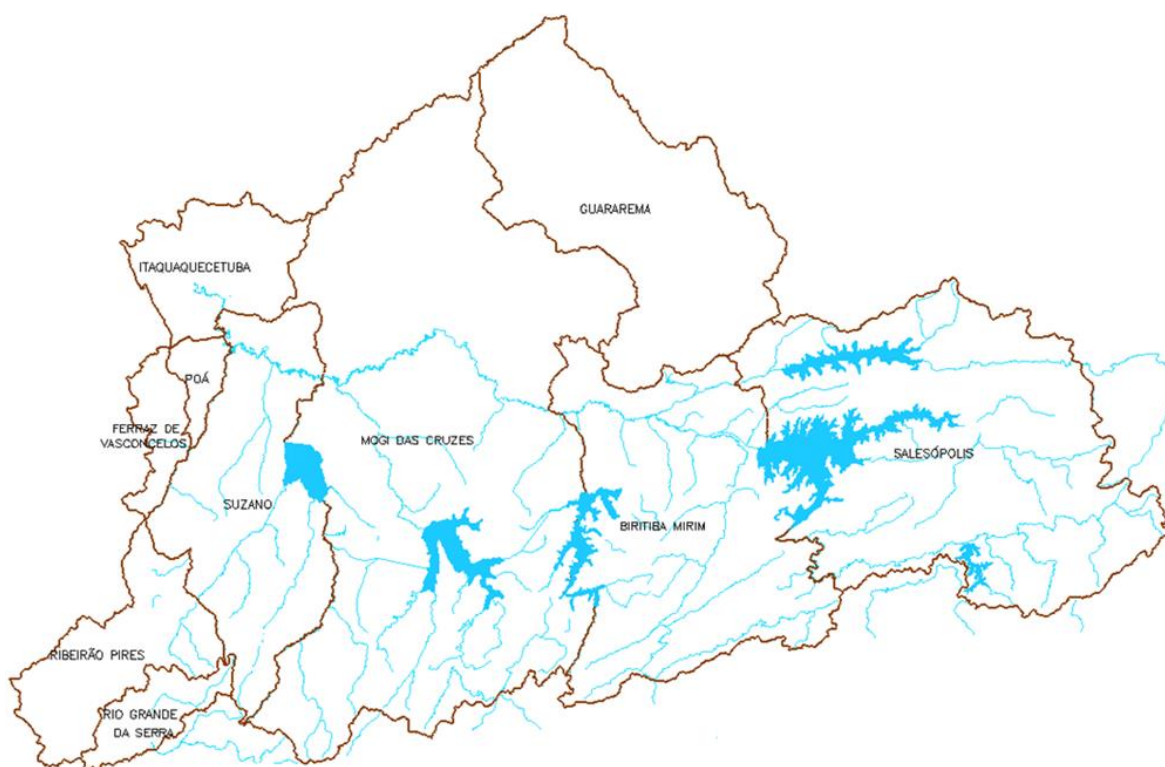 GUARAREMA
ITAQUAQUECETUBA
POÁ
FERRAZ DE
VASCONCELOS
MOGI DAS CRUZES
SALESÓPOLIS
SUZANO
BIRITIBA MIRIM
RIBEIRÃO PIRES
RIO GRANDE
DA SERRA